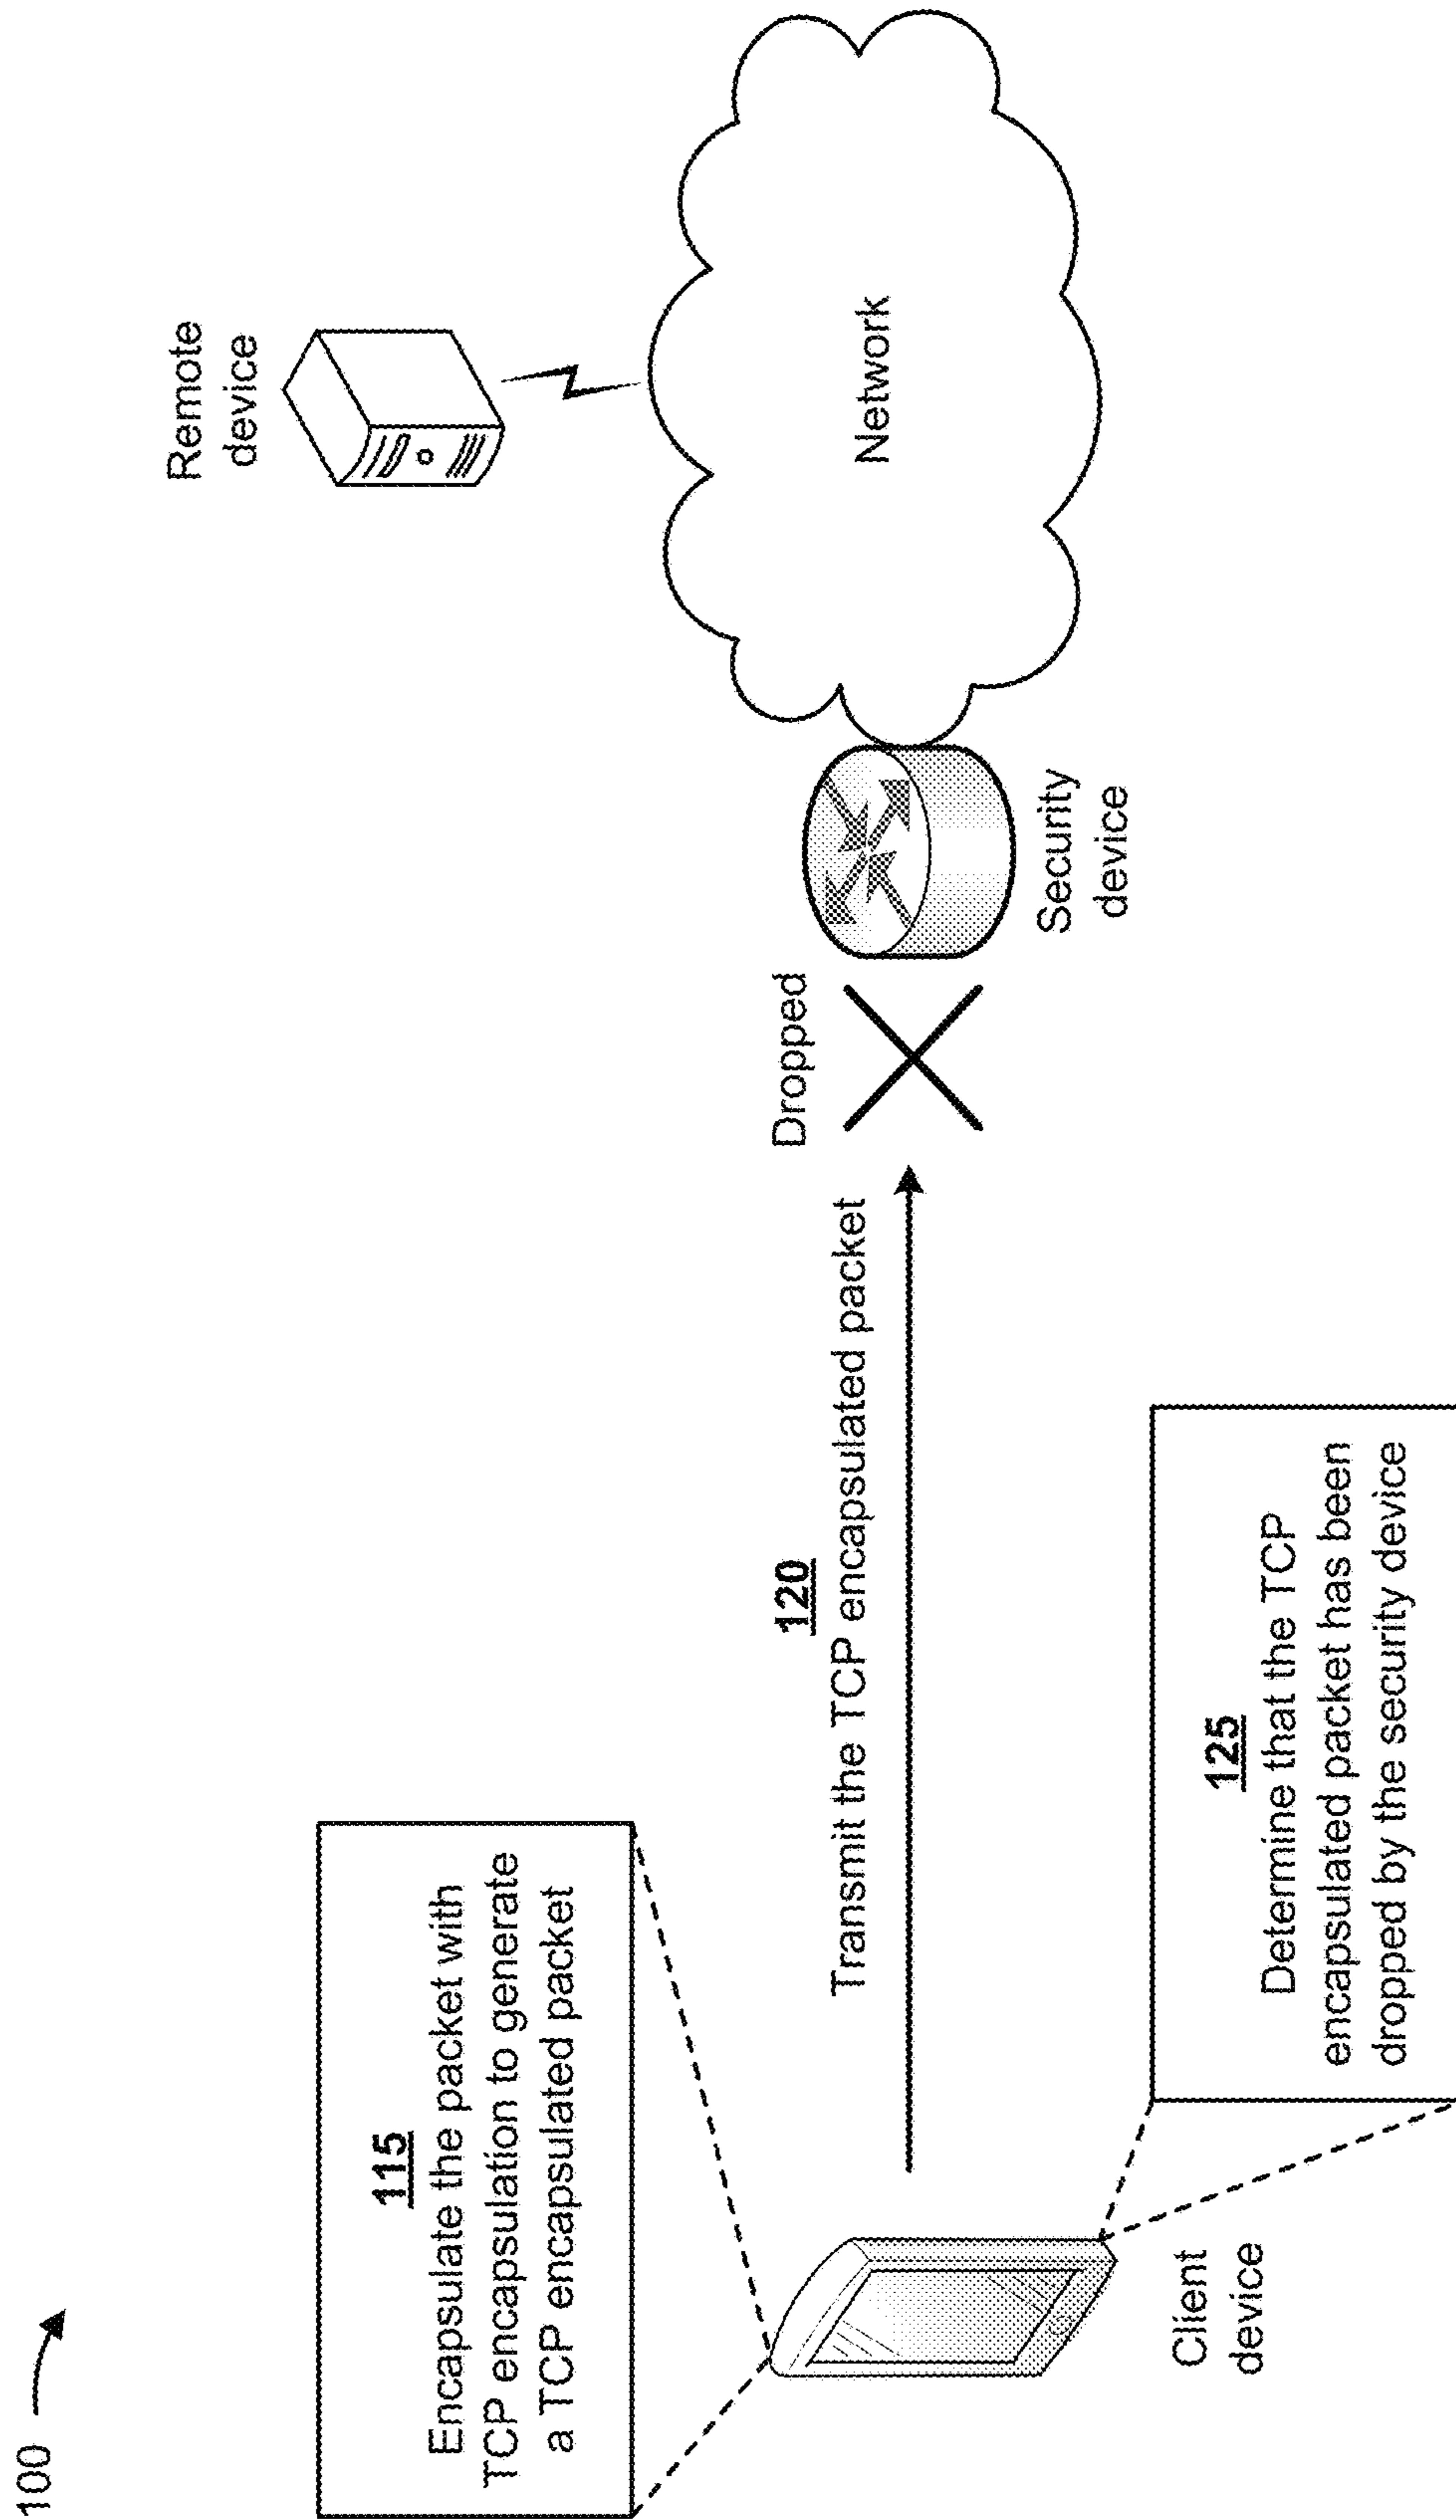 100
115
Encapsulate the packet with
TCP encapsulation to generate
a TCP encapsulated packet
Remote
device
120
Transmit the TCP encapsulated packet
Dropped
Network
Security
device
Client
device
125
Determine that the TCP
encapsulated packet has been
dropped by the security device